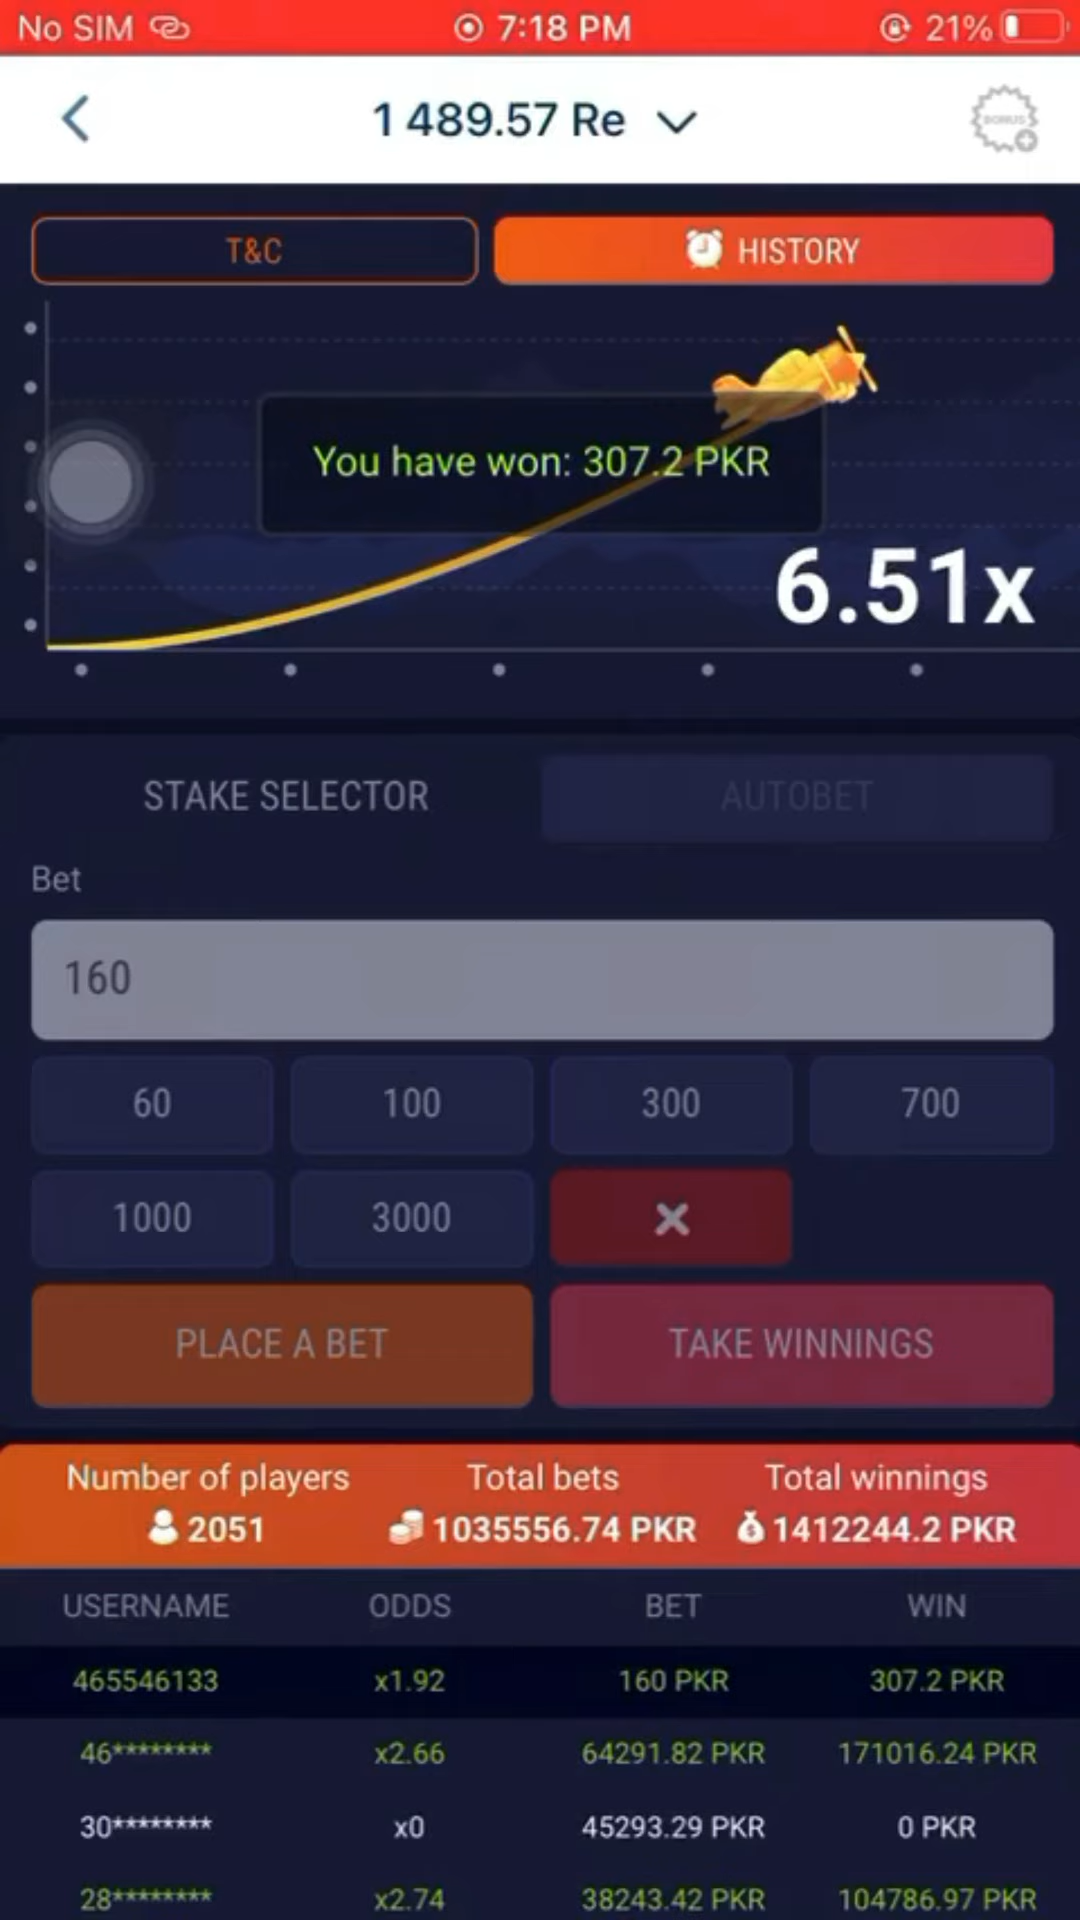 No SIM 7:18 PM 21%
1 489.57 Re
BONUS
T&C HISTORY
You have won: 307.2 PKR
6.51x
STAKE SELECTOR AUTOBET
Bet
160
60 100 300 700
1000 3000
PLACE A BET TAKE WINNINGS
Number of players Total bets Total winnings
2051 1035556.74 PKR 1412244.2 PKR
USERNAME ODDS BET WIN
465546133 x1.92 160 PKR 307.2 PKR
46******** x2.66 64291.82 PKR 171016.24 PKR
30******** x0 45293.29 PKR 0 PKR
28******** x2.74 38243.42 PKR 104786.97 PKR